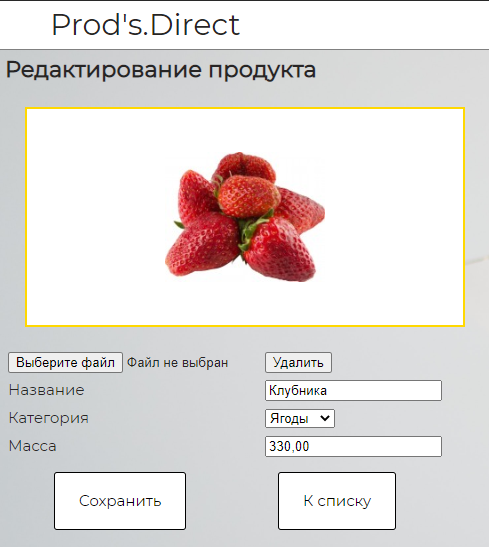 Prod's.Direct
Редактирование продукта
Выберите файл Файл не выбран Удалить
Название Клубника
Категория Ягоды
Масса 330,00
Сохранить К списку